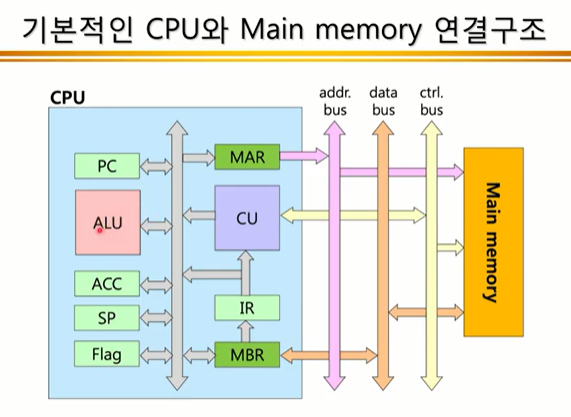 기본적인 CPU와 Main memory 연결구조
CPU
addr.
bus
data
bus
ctrl.
bus
PC
MAR
ALU
CU
Main memory
ACC
IR
SP
Flag
MBR